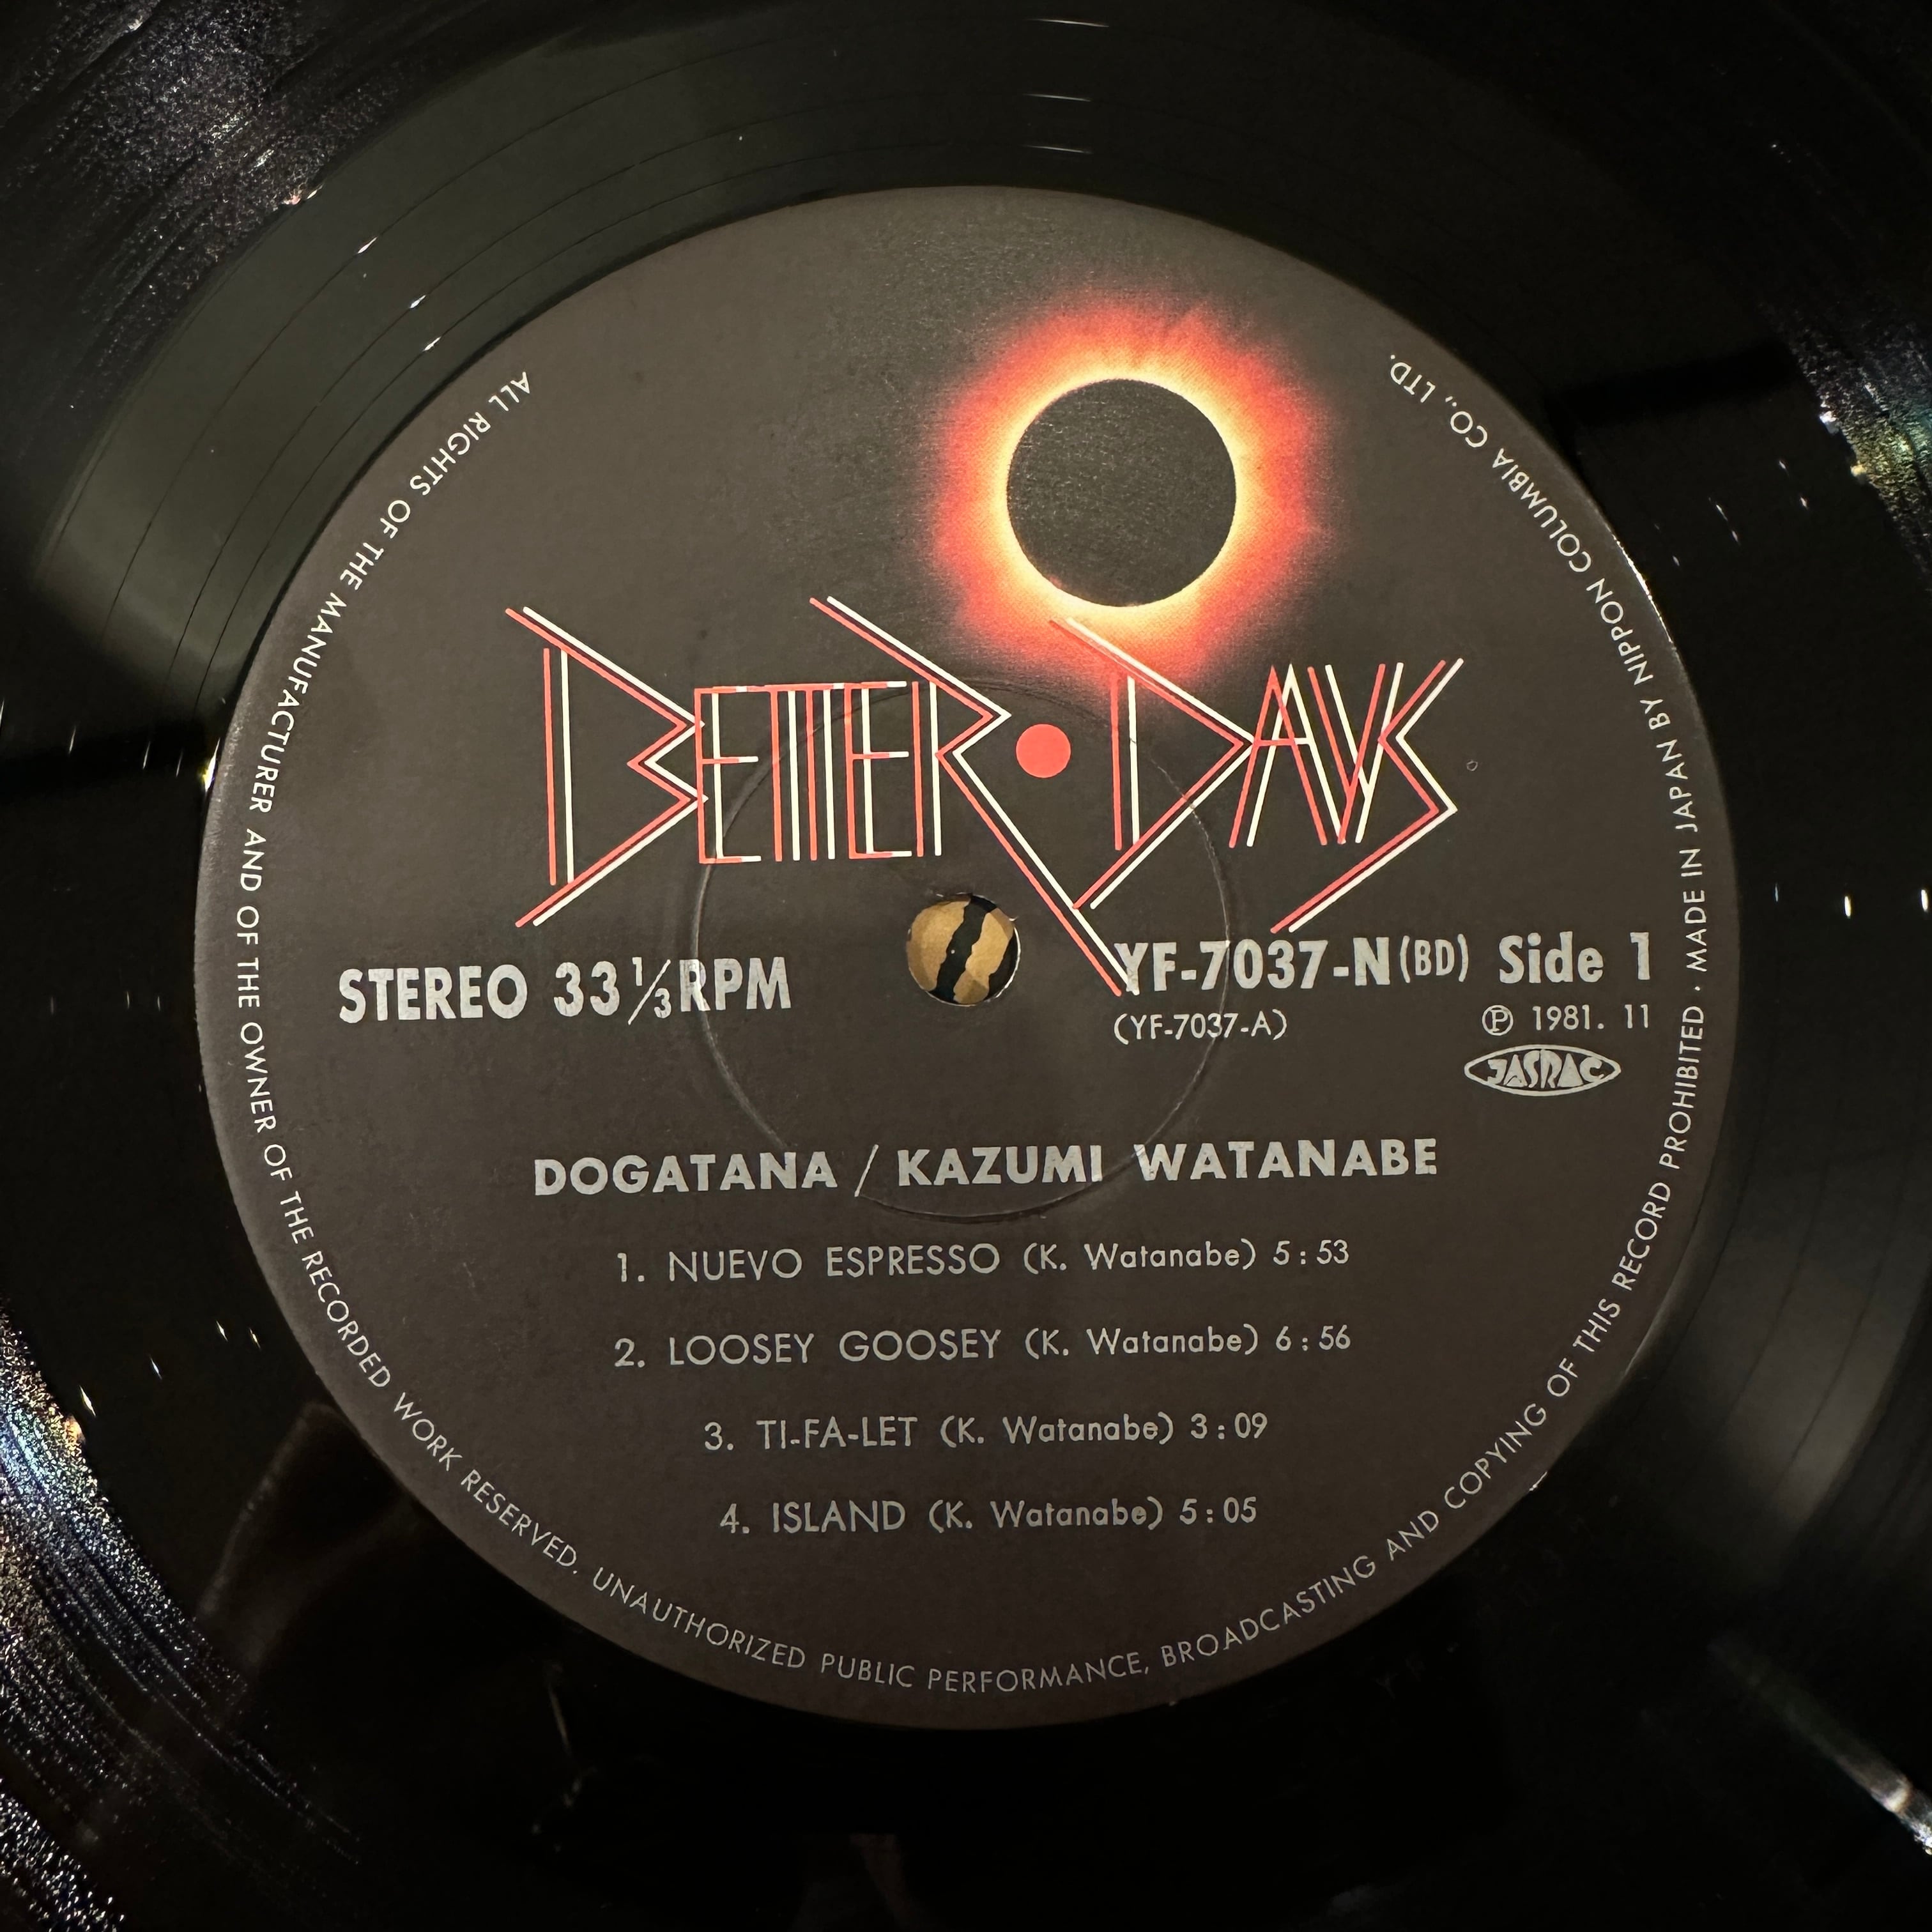 BETTER • DAYS
STEREO 33⅓RPM
YF-7037-N(BD) Side 1
(YF-7037-A)
℗ 1981. 11
JASRAC
DOGATANA / KAZUMI WATANABE
1. NUEVO ESPRESSO (K. Watanabe) 5:53
2. LOOSEY GOOSEY (K. Watanabe) 6:56
3. TI-FA-LET (K. Watanabe) 3:09
4. ISLAND (K. Watanabe) 5:05
ALL RIGHTS OF THE MANUFACTURER AND OF THE OWNER OF THE RECORDED WORK RESERVED. UNAUTHORIZED PUBLIC PERFORMANCE, BROADCASTING AND COPYING OF THIS RECORD PROHIBITED • MADE IN JAPAN BY NIPPON COLUMBIA CO., LTD.